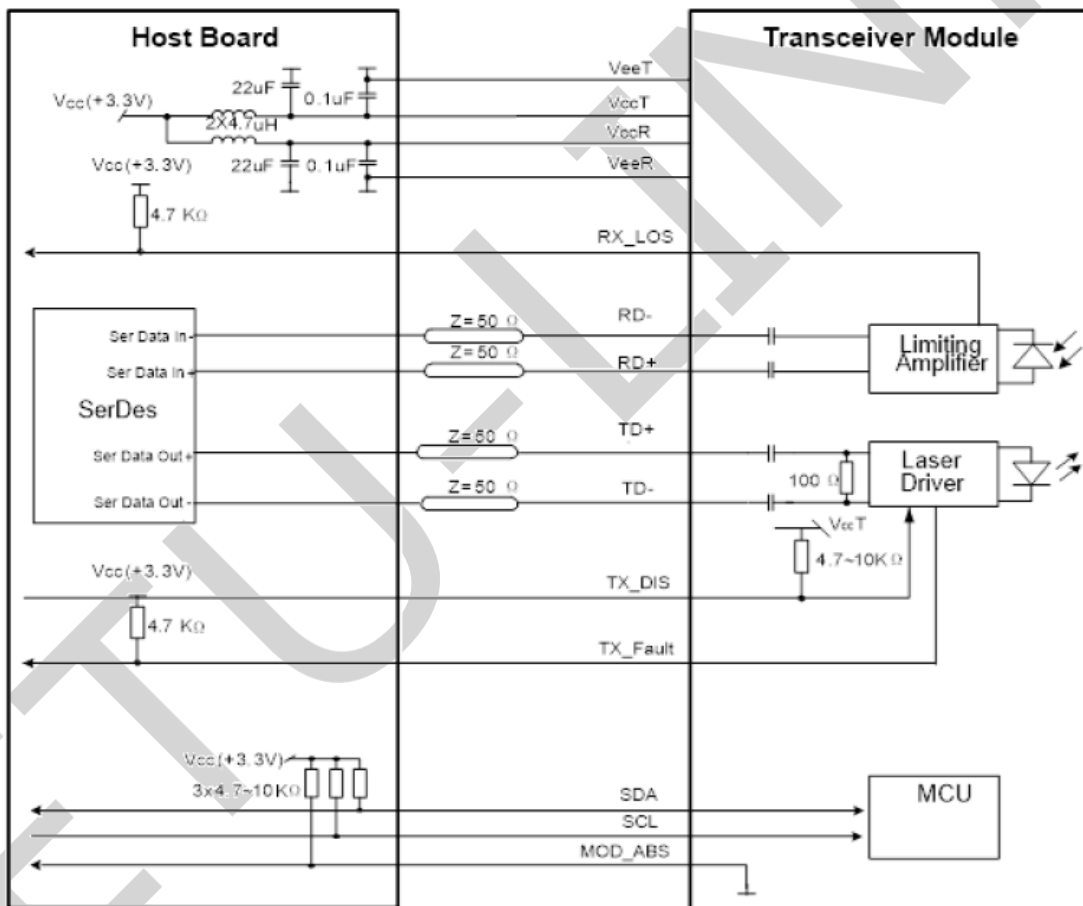 Host Board
Transceiver Module
VeeT
22uF
0.1uF
Vcc(+3.3V)
VccT
2X4.7uH
VccR
Vcc(+3.3V)
22uF
0.1uF
VeeR
4.7 KΩ
RX_LOS
Z=50 Ω
RD-
Ser Data In -
Limiting
Amplifier
Z=50 Ω
RD+
Ser Data In +
SerDes
TD+
Z=50 Ω
Ser Data Out+
Laser
Driver
100 Ω
Z=50 Ω
TD-
Ser Data Out -
VccT
4.7~10KΩ
Vcc(+3.3V)
TX_DIS
4.7 KΩ
TX_Fault
Vcc(+3.3V)
3x4.7~10KΩ
SDA
MCU
SCL
MOD_ABS
TU-LIN